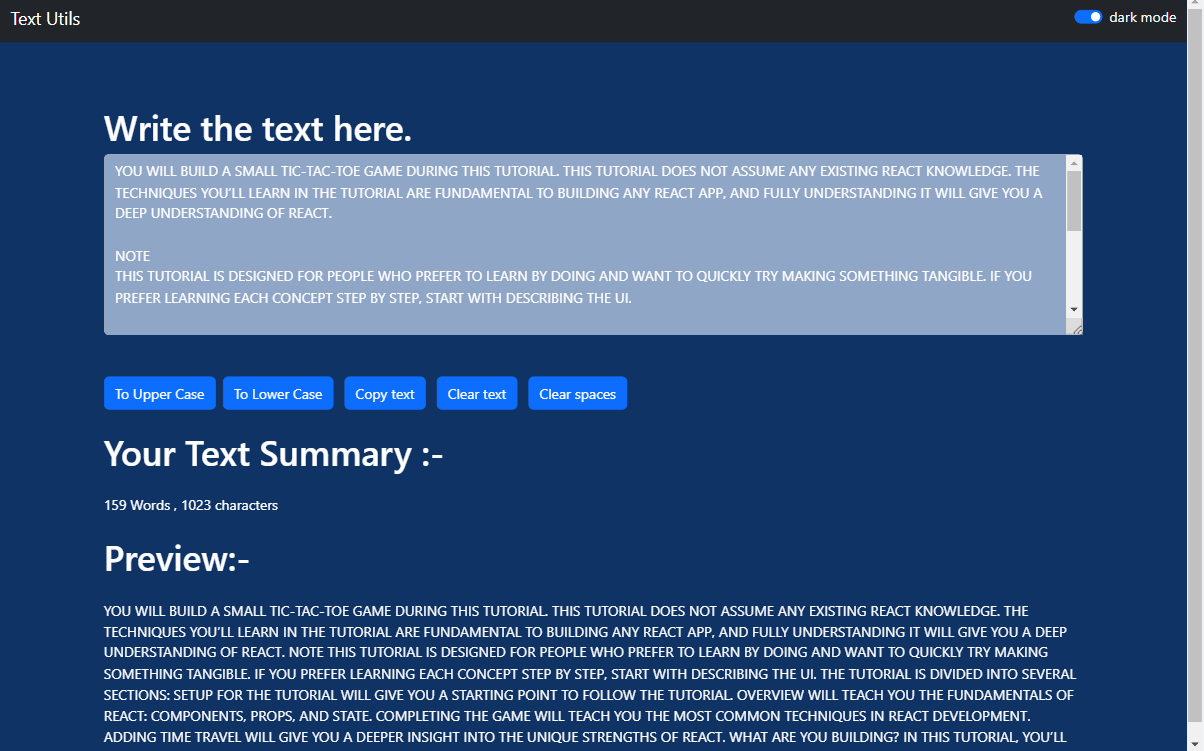 Text Utils
dark mode
Write the text here.
YOU WILL BUILD A SMALL TIC-TAC-TOE GAME DURING THIS TUTORIAL. THIS TUTORIAL DOES NOT ASSUME ANY EXISTING REACT KNOWLEDGE. THE
TECHNIQUES YOU’LL LEARN IN THE TUTORIAL ARE FUNDAMENTAL TO BUILDING ANY REACT APP, AND FULLY UNDERSTANDING IT WILL GIVE YOU A
DEEP UNDERSTANDING OF REACT.
NOTE
THIS TUTORIAL IS DESIGNED FOR PEOPLE WHO PREFER TO LEARN BY DOING AND WANT TO QUICKLY TRY MAKING SOMETHING TANGIBLE. IF YOU
PREFER LEARNING EACH CONCEPT STEP BY STEP, START WITH DESCRIBING THE UI.
To Upper Case
To Lower Case
Copy text
Clear text
Clear spaces
Your Text Summary :-
159 Words , 1023 characters
Preview:-
YOU WILL BUILD A SMALL TIC-TAC-TOE GAME DURING THIS TUTORIAL. THIS TUTORIAL DOES NOT ASSUME ANY EXISTING REACT KNOWLEDGE. THE
TECHNIQUES YOU’LL LEARN IN THE TUTORIAL ARE FUNDAMENTAL TO BUILDING ANY REACT APP, AND FULLY UNDERSTANDING IT WILL GIVE YOU A DEEP
UNDERSTANDING OF REACT. NOTE THIS TUTORIAL IS DESIGNED FOR PEOPLE WHO PREFER TO LEARN BY DOING AND WANT TO QUICKLY TRY MAKING
SOMETHING TANGIBLE. IF YOU PREFER LEARNING EACH CONCEPT STEP BY STEP, START WITH DESCRIBING THE UI. THE TUTORIAL IS DIVIDED INTO SEVERAL
SECTIONS: SETUP FOR THE TUTORIAL WILL GIVE YOU A STARTING POINT TO FOLLOW THE TUTORIAL. OVERVIEW WILL TEACH YOU THE FUNDAMENTALS OF
REACT: COMPONENTS, PROPS, AND STATE. COMPLETING THE GAME WILL TEACH YOU THE MOST COMMON TECHNIQUES IN REACT DEVELOPMENT.
ADDING TIME TRAVEL WILL GIVE YOU A DEEPER INSIGHT INTO THE UNIQUE STRENGTHS OF REACT. WHAT ARE YOU BUILDING? IN THIS TUTORIAL, YOU’LL